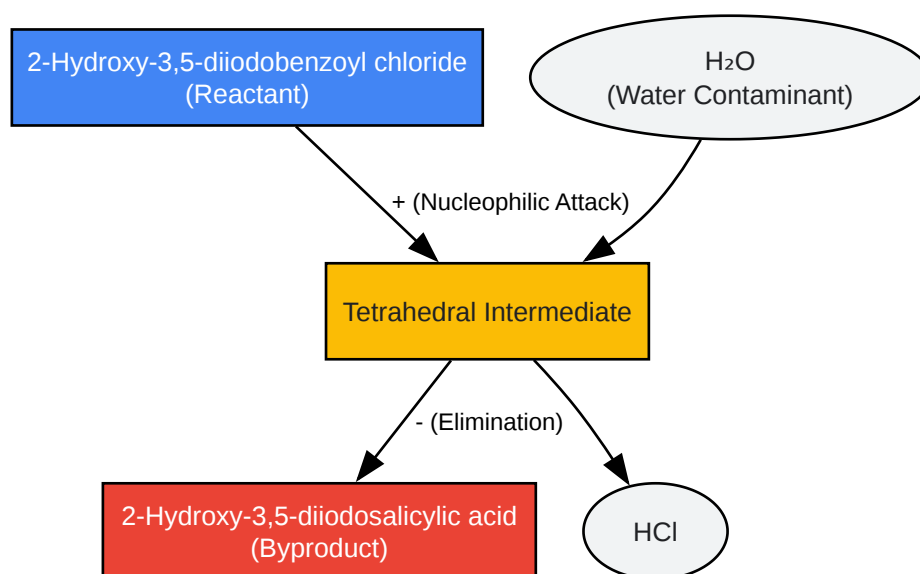 2-Hydroxy-3,5-diiodobenzoyl chloride
(Reactant)
H₂O
(Water Contaminant)
+ (Nucleophilic Attack)
Tetrahedral Intermediate
- (Elimination)
2-Hydroxy-3,5-diiodosalicylic acid
(Byproduct)
HCl